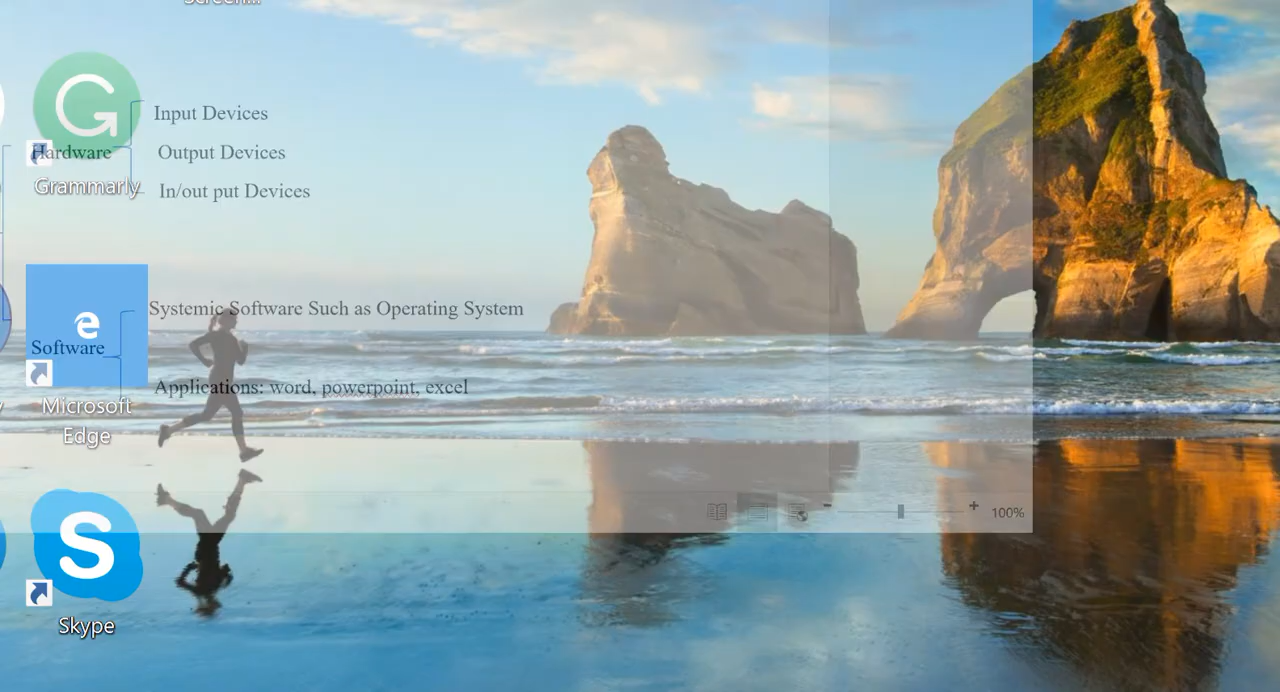 Screen...
Input Devices
Hardware
Output Devices
Grammarly
In/out put Devices
Systemic Software Such as Operating System
Software
Applications: word, powerpoint, excel
Microsoft
Edge
100%
Skype